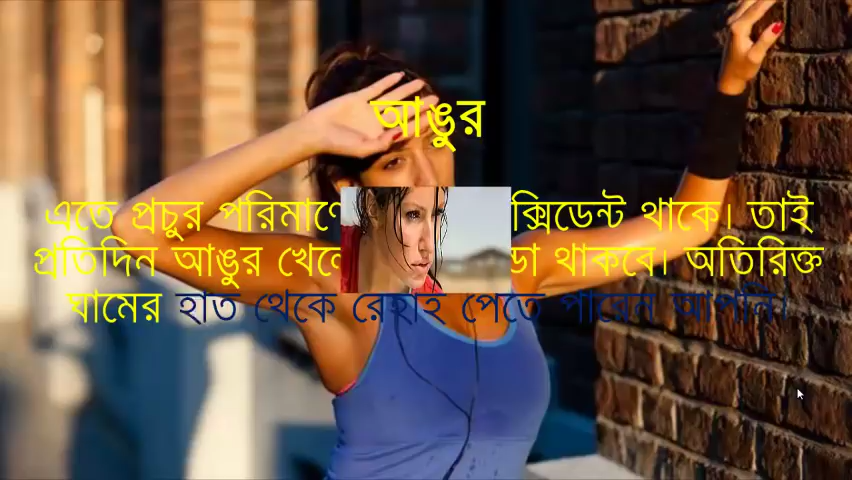 আঙুর
এতে প্রচুর পরিমাণে থাকে। তাই
প্রতিদিন আঙুর খেলে থাকবে। অতিরিক্ত
ঘামের হাত থেকে রেহাই পেতে পারেন আপনি।